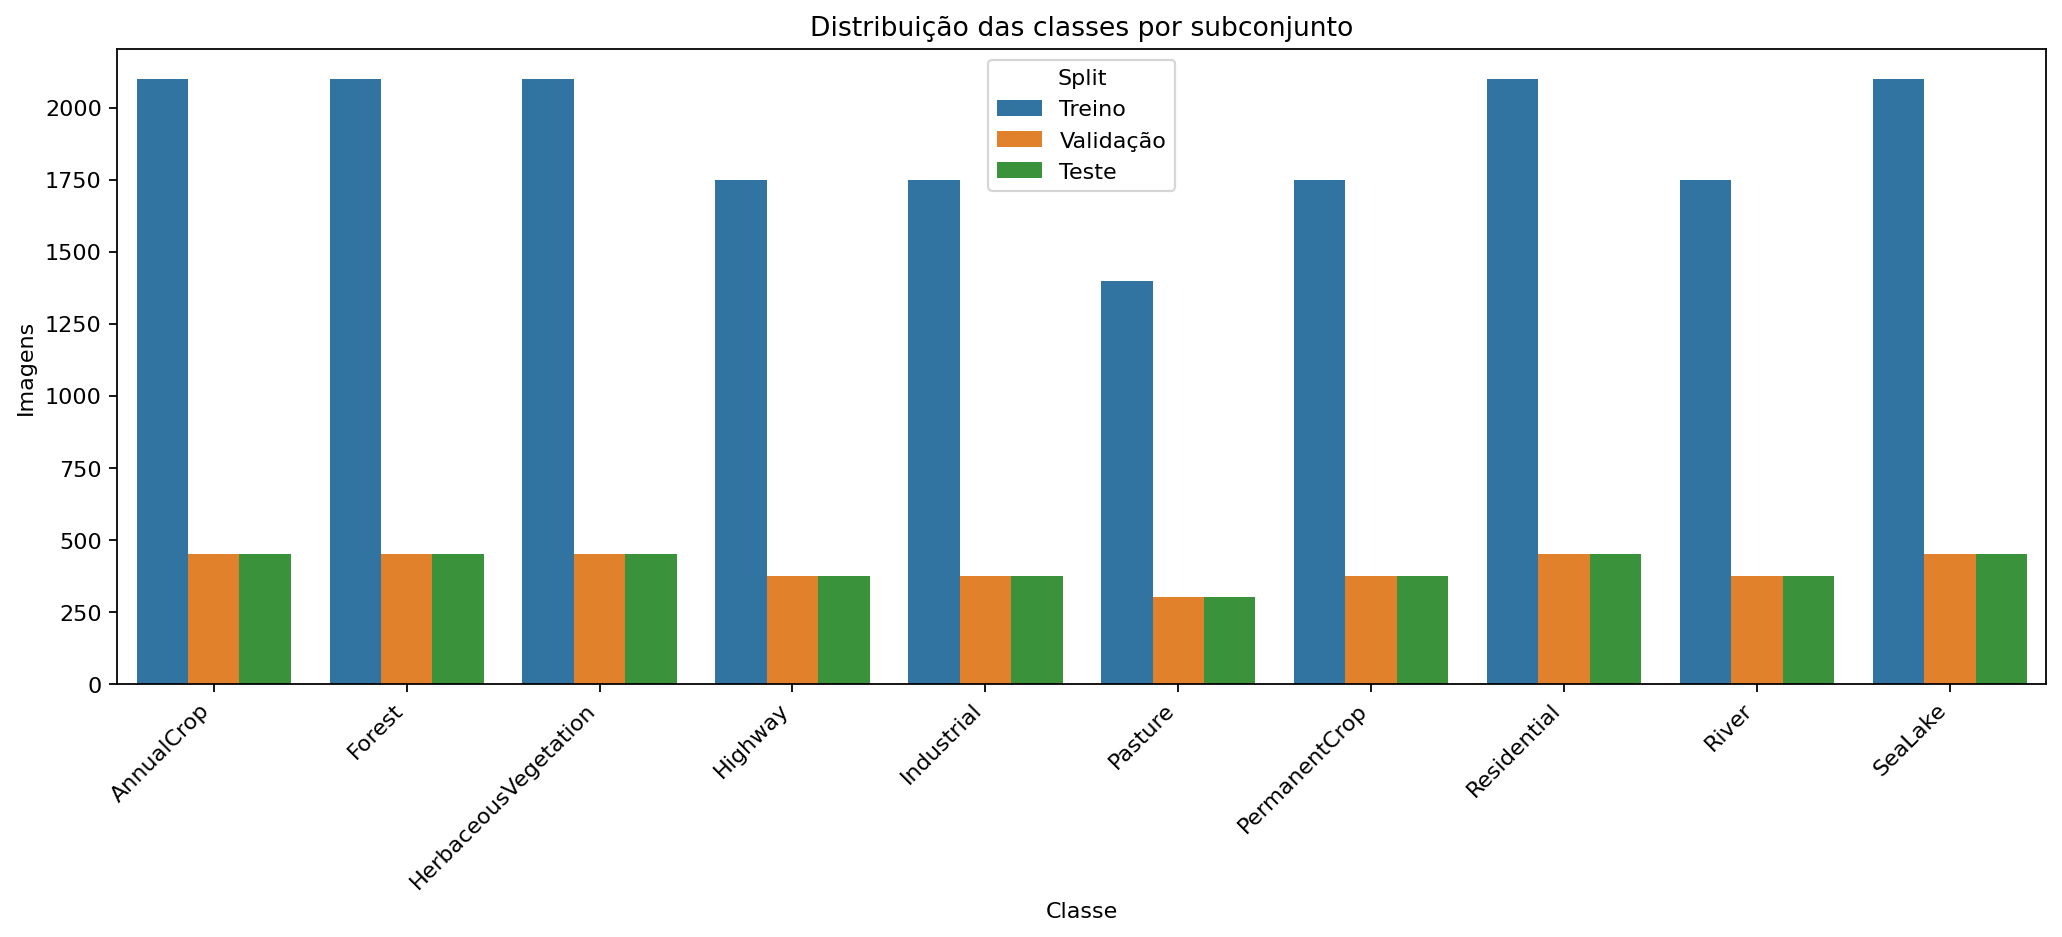 Distribuição das classes por subconjunto
Split
Treino
Validação
Teste
Imagens
2000
1750
1500
1250
1000
750
500
250
0
AnnualCrop
Forest
HerbaceousVegetation
Highway
Industrial
Pasture
PermanentCrop
Residential
River
SeaLake
Classe